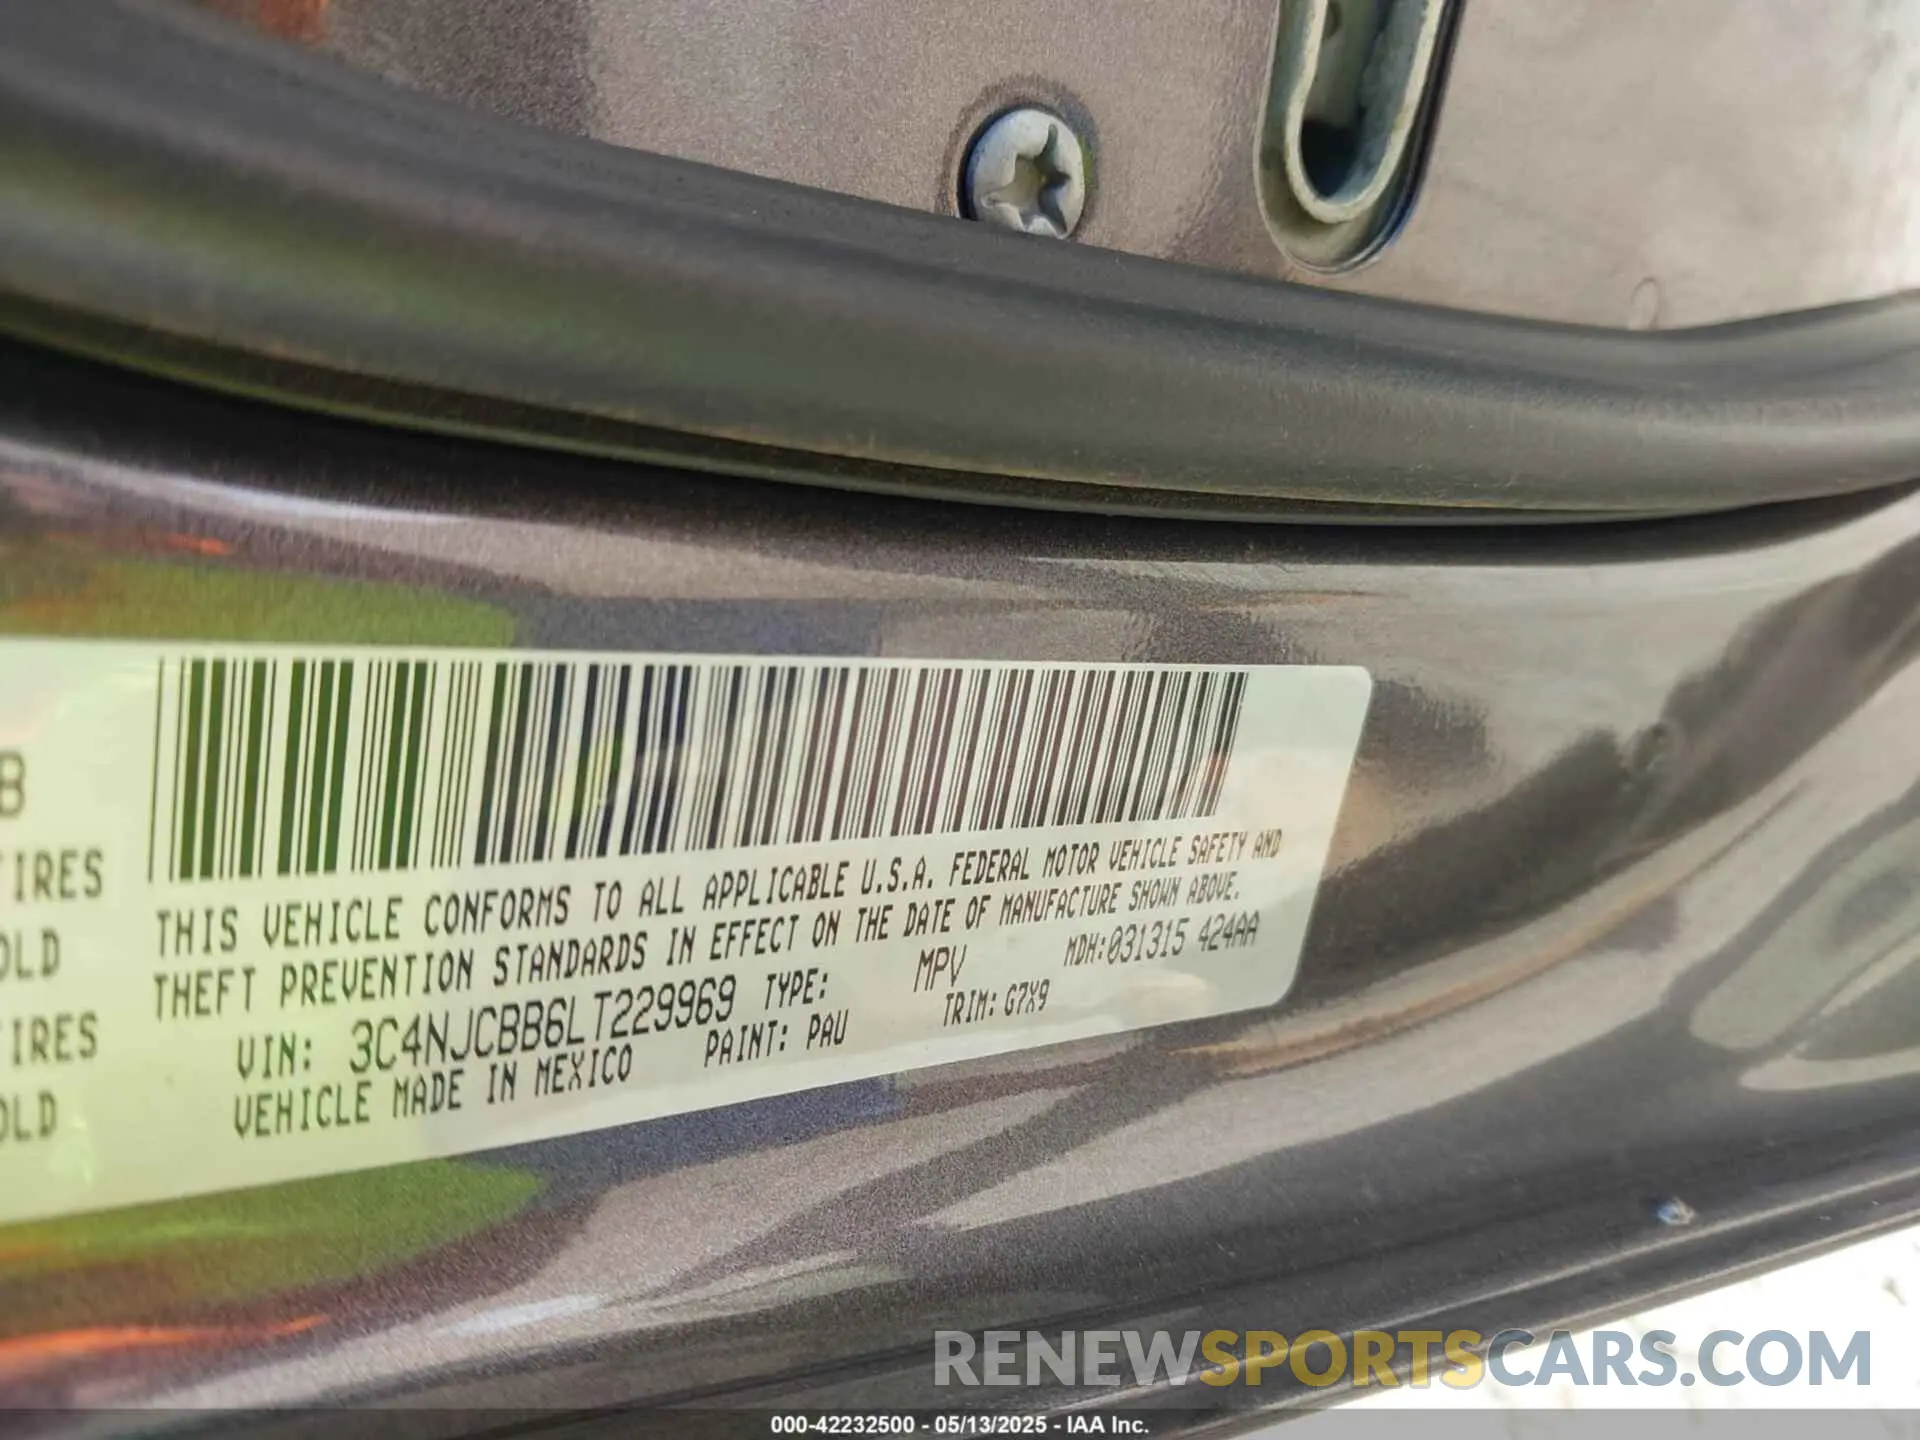 B
TIRES
OLD
TIRES
OLD
THIS VEHICLE CONFORMS TO ALL APPLICABLE U.S.A. FEDERAL MOTOR VEHICLE SAFETY AND
THEFT PREVENTION STANDARDS IN EFFECT ON THE DATE OF MANUFACTURE SHOWN ABOVE.
VIN: 3C4NJCBB6LT229969 TYPE: MPV MDH:031315 424AA
VEHICLE MADE IN MEXICO PAINT: PAU TRIM: G7X9
RENEWSPORTSCARS.COM
000-42232500 - 05/13/2025 - IAA Inc.